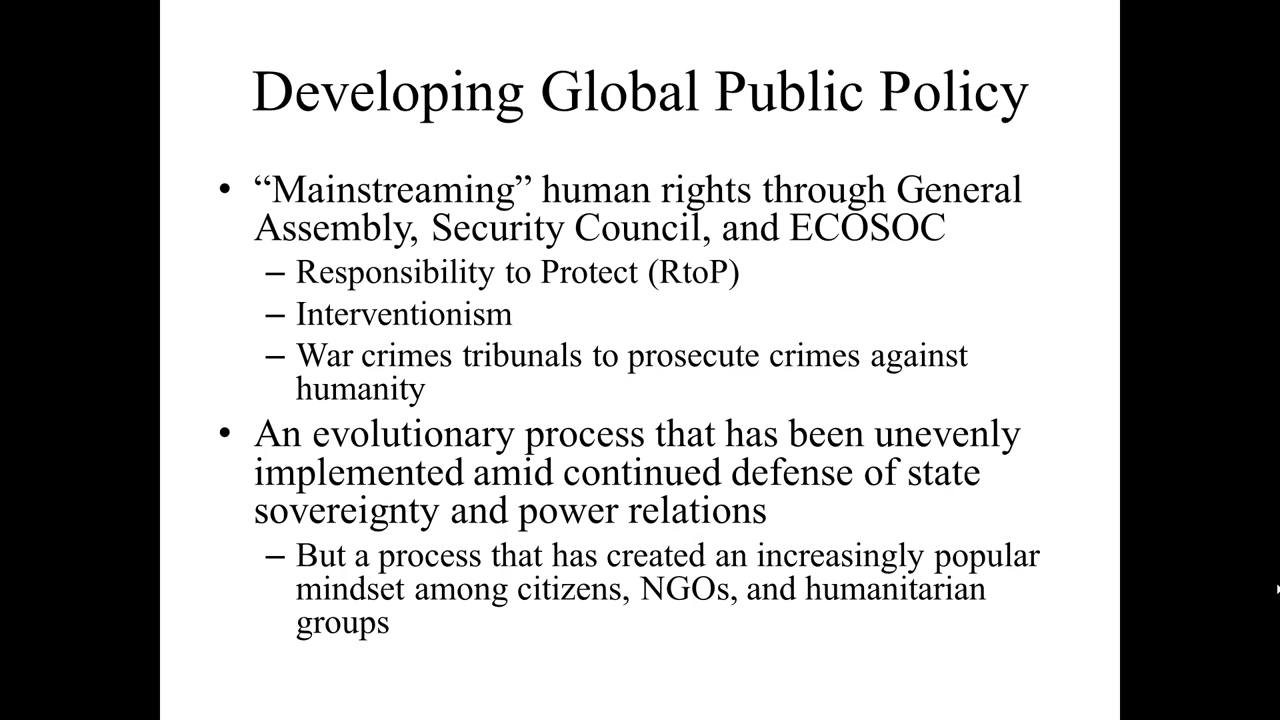 Developing Global Public Policy
• “Mainstreaming” human rights through General
Assembly, Security Council, and ECOSOC
– Responsibility to Protect (RtoP)
– Interventionism
– War crimes tribunals to prosecute crimes against
humanity
• An evolutionary process that has been unevenly
implemented amid continued defense of state
sovereignty and power relations
– But a process that has created an increasingly popular
mindset among citizens, NGOs, and humanitarian
groups